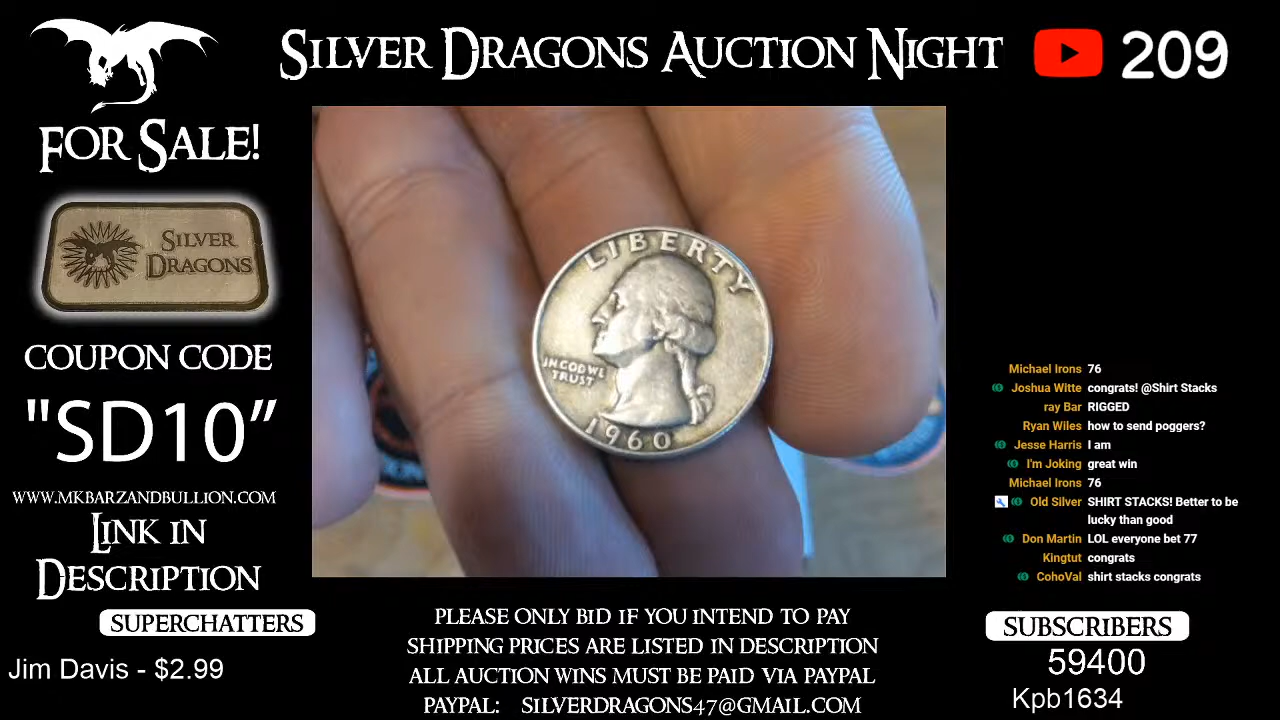 SILVER DRAGONS AUCTION NIGHT
209
FOR SALE!
SILVER
DRAGONS
COUPON CODE
"SD10”
WWW.MKBARZANDBULLION.COM
LINK IN
DESCRIPTION
SUPERCHATTERS
Jim Davis - $2.99
LIBERTY
IN GOD WE
TRUST
1960
PLEASE ONLY BID IF YOU INTEND TO PAY
SHIPPING PRICES ARE LISTED IN DESCRIPTION
ALL AUCTION WINS MUST BE PAID VIA PAYPAL
PAYPAL: SILVERDRAGONS47@GMAIL.COM
Michael Irons 76
Joshua Witte congrats! @Shirt Stacks
ray Bar RIGGED
Ryan Wiles how to send poggers?
Jesse Harris I am
I'm Joking great win
Michael Irons 76
Old Silver SHIRT STACKS! Better to be
lucky than good
Don Martin LOL everyone bet 77
Kingtut congrats
CohoVal shirt stacks congrats
SUBSCRIBERS
59400
Kpb1634